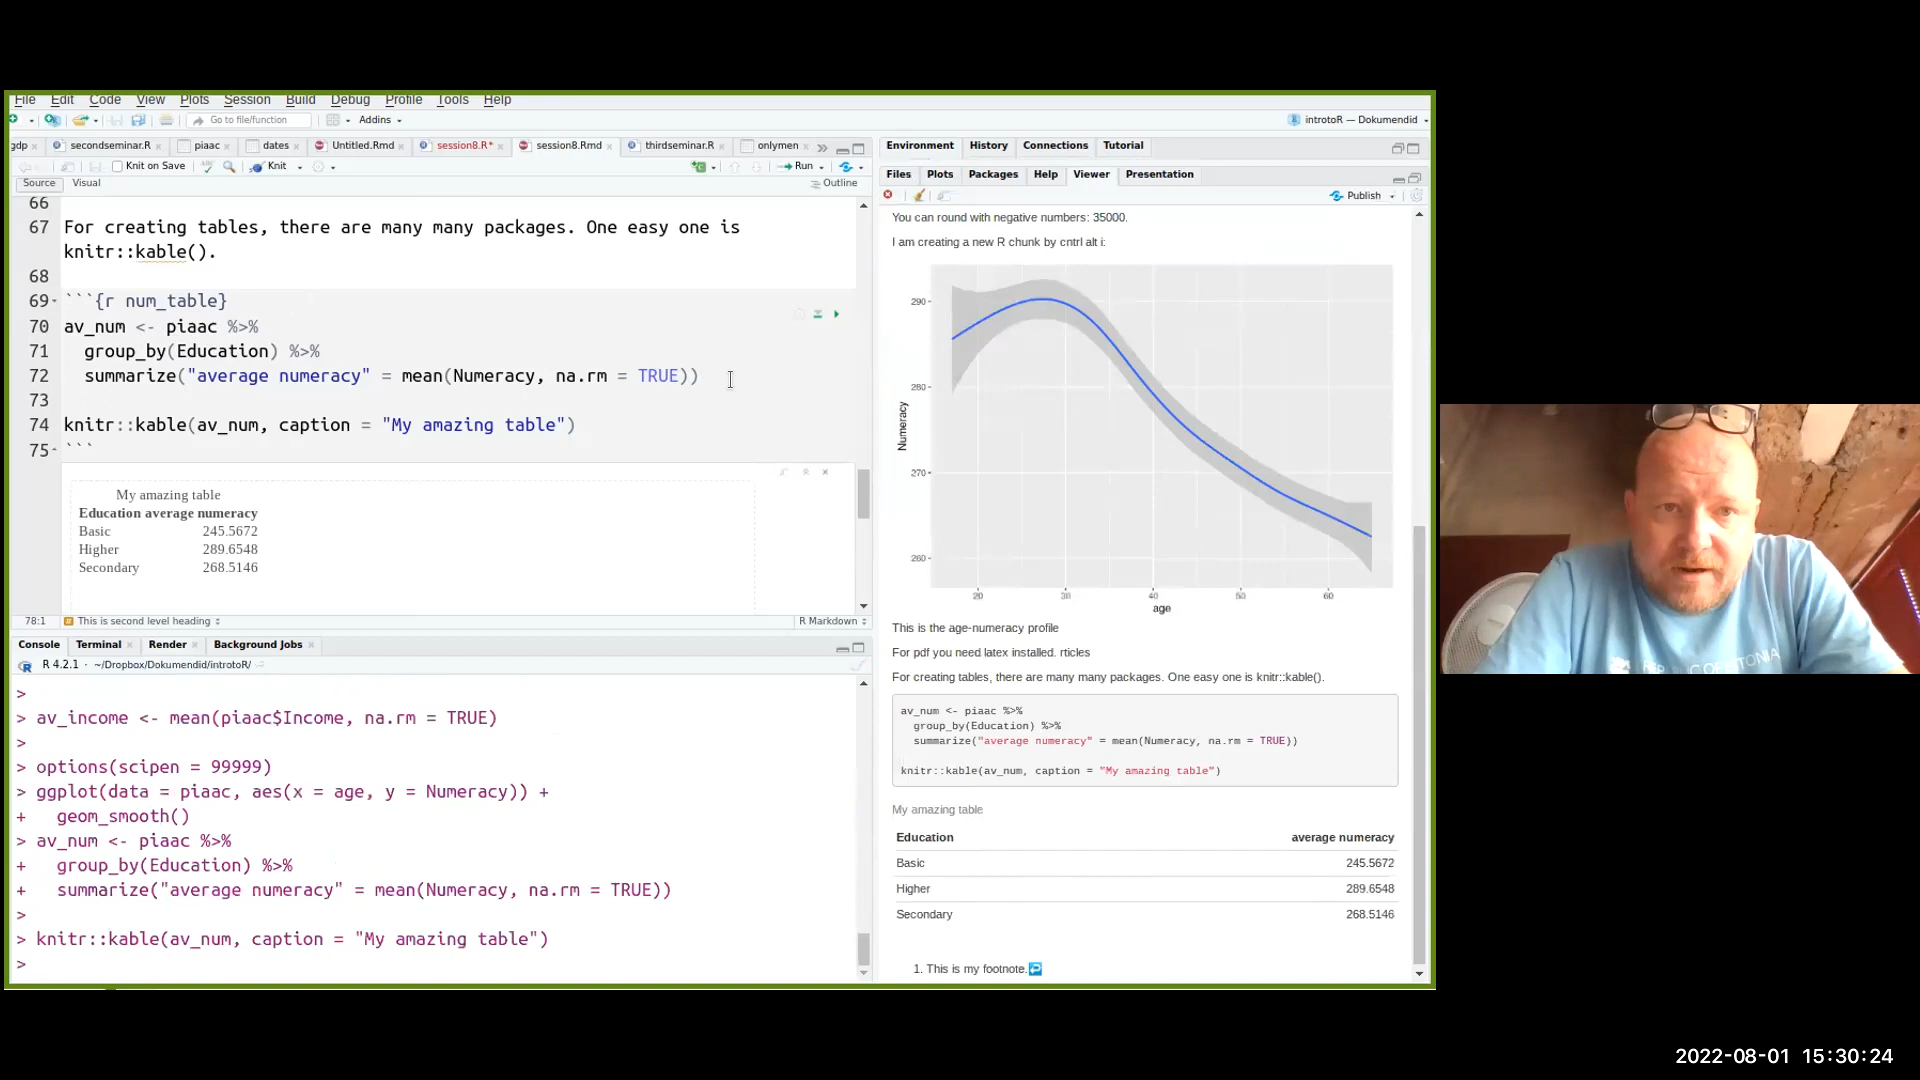 File Edit Code View Plots Session Build Debug Profile Tools Help
Go to file/function Addins introtoR — Dokumendid
gdp secondseminar.R piaac dates Untitled.Rmd session8.R* session8.Rmd thirdseminar.R onlymen
Knit on Save Knit Run
Source Visual Outline
66
67 For creating tables, there are many many packages. One easy one is
knitr::kable().
68
69 ```{r num_table}
70 av_num <- piaac %>%
71 group_by(Education) %>%
72 summarize("average numeracy" = mean(Numeracy, na.rm = TRUE))
73
74 knitr::kable(av_num, caption = "My amazing table")
75 ```
My amazing table
Education average numeracy
Basic 245.5672
Higher 289.6548
Secondary 268.5146
78:1 This is second level heading R Markdown
Console Terminal Render Background Jobs
R 4.2.1 · ~/Dropbox/Dokumendid/introtoR/
>
> av_income <- mean(piaac$Income, na.rm = TRUE)
>
> options(scipen = 99999)
> ggplot(data = piaac, aes(x = age, y = Numeracy)) +
+ geom_smooth()
> av_num <- piaac %>%
+ group_by(Education) %>%
+ summarize("average numeracy" = mean(Numeracy, na.rm = TRUE))
>
> knitr::kable(av_num, caption = "My amazing table")
>
Environment History Connections Tutorial
Files Plots Packages Help Viewer Presentation
Publish
You can round with negative numbers: 35000.
I am creating a new R chunk by cntrl alt i:
290
280
270
260
Numeracy
20 30 40 50 60
age
This is the age-numeracy profile
For pdf you need latex installed. rticles
For creating tables, there are many many packages. One easy one is knitr::kable().
av_num <- piaac %>%
group_by(Education) %>%
summarize("average numeracy" = mean(Numeracy, na.rm = TRUE))
knitr::kable(av_num, caption = "My amazing table")
My amazing table
Education average numeracy
Basic 245.5672
Higher 289.6548
Secondary 268.5146
1. This is my footnote.
2022-08-01 15:30:24